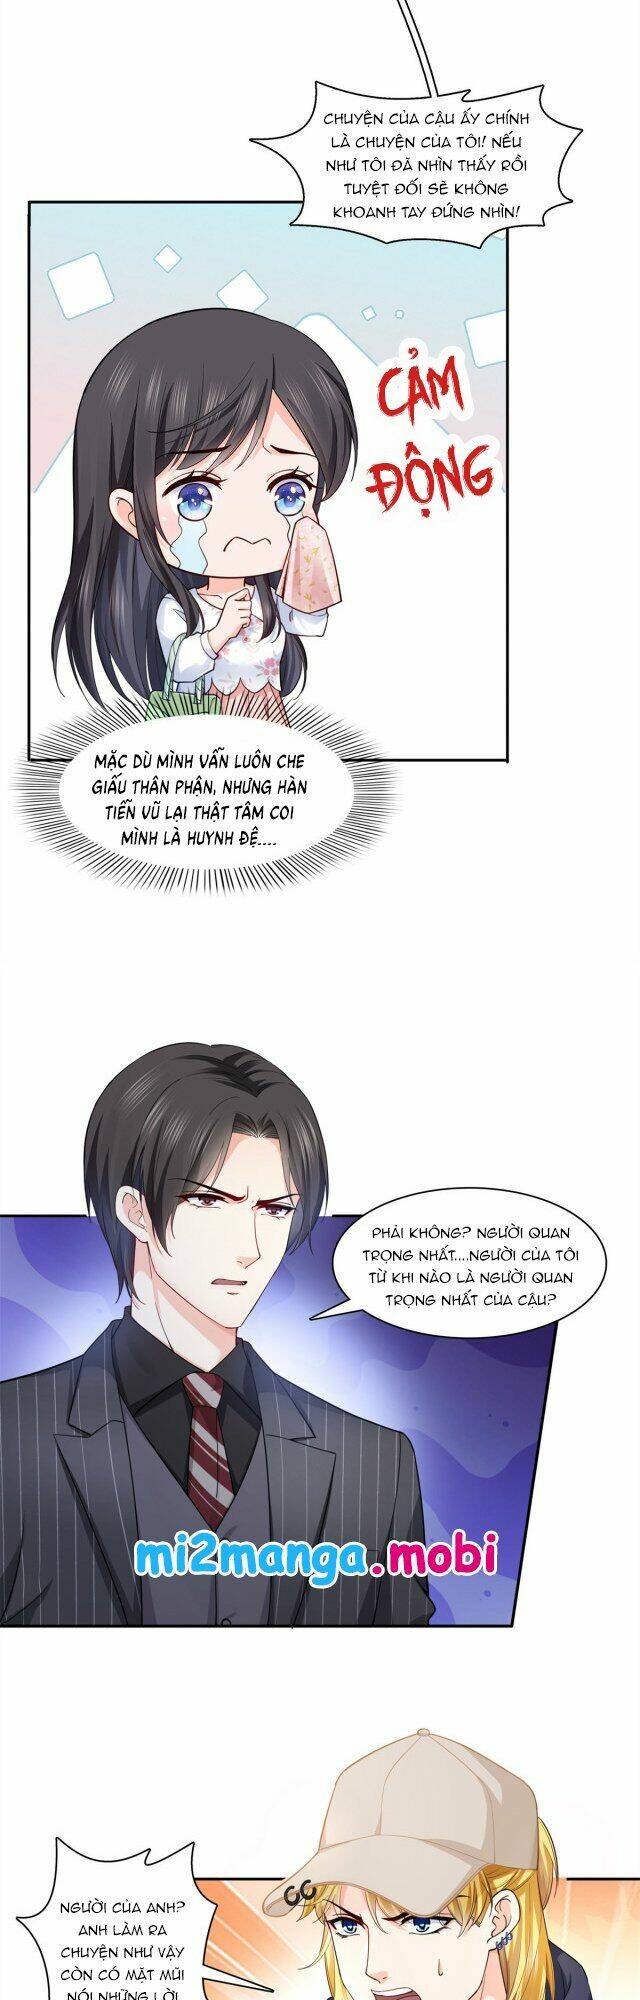 CHUYỆN CỦA CẬU ẤY CHÍNH
LÀ CHUYỆN CỦA TÔI! NẾU
NHƯ TÔI ĐÃ NHÌN THẤY RỒI
TUYỆT ĐỐI SẼ KHÔNG
KHOANH TAY ĐỨNG NHÌN!
CẢM
ĐỘNG
MẶC DÙ MÌNH VẪN LUÔN CHE
GIẤU THÂN PHẬN, NHƯNG HÀN
TIỄN VŨ LẠI THẬT TÂM COI
MÌNH LÀ HUYNH ĐỆ....
PHẢI KHÔNG? NGƯỜI QUAN
TRỌNG NHẤT....NGƯỜI CỦA TÔI
TỪ KHI NÀO LÀ NGƯỜI QUAN
TRỌNG NHẤT CỦA CẬU?
mi2manga.mobi
CC
NGƯỜI CỦA ANH?
ANH LÀM RA
CHUYỆN NHƯ VẬY
CÒN CÓ MẶT MŨI
NÓI NHỮNG LỜI